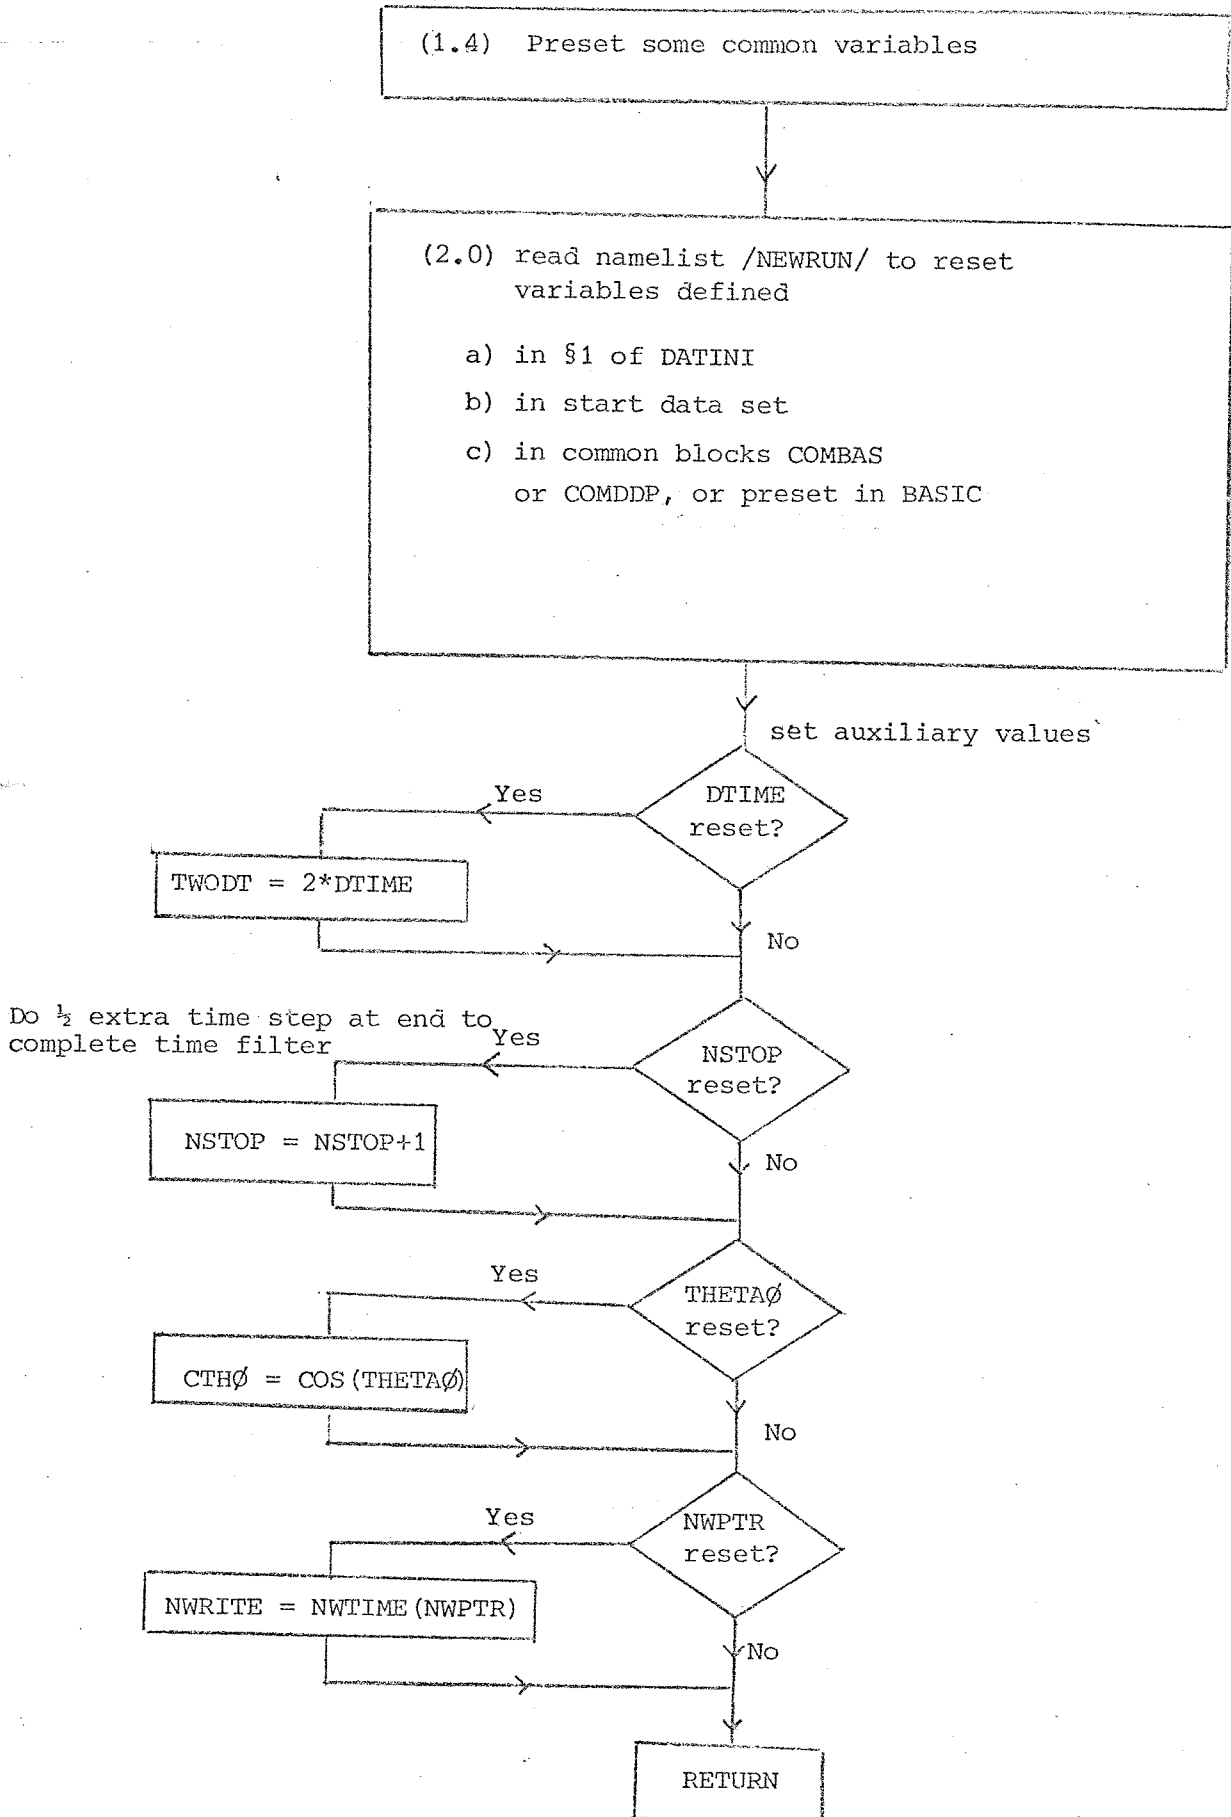 (1.4) Preset some common variables
(2.0) read namelist /NEWRUN/ to reset
variables defined
a) in §1 of DATINI
b) in start data set
c) in common blocks COMBAS
or COMDDP, or preset in BASIC
set auxiliary values
Yes
DTIME
reset?
TWODT = 2*DTIME
No
Do ½ extra time step at end to
complete time filter
Yes
NSTOP
reset?
NSTOP = NSTOP+1
No
Yes
THETAØ
reset?
CTHØ = COS(THETAØ)
No
Yes
NWPTR
reset?
NWRITE = NWTIME(NWPTR)
No
RETURN